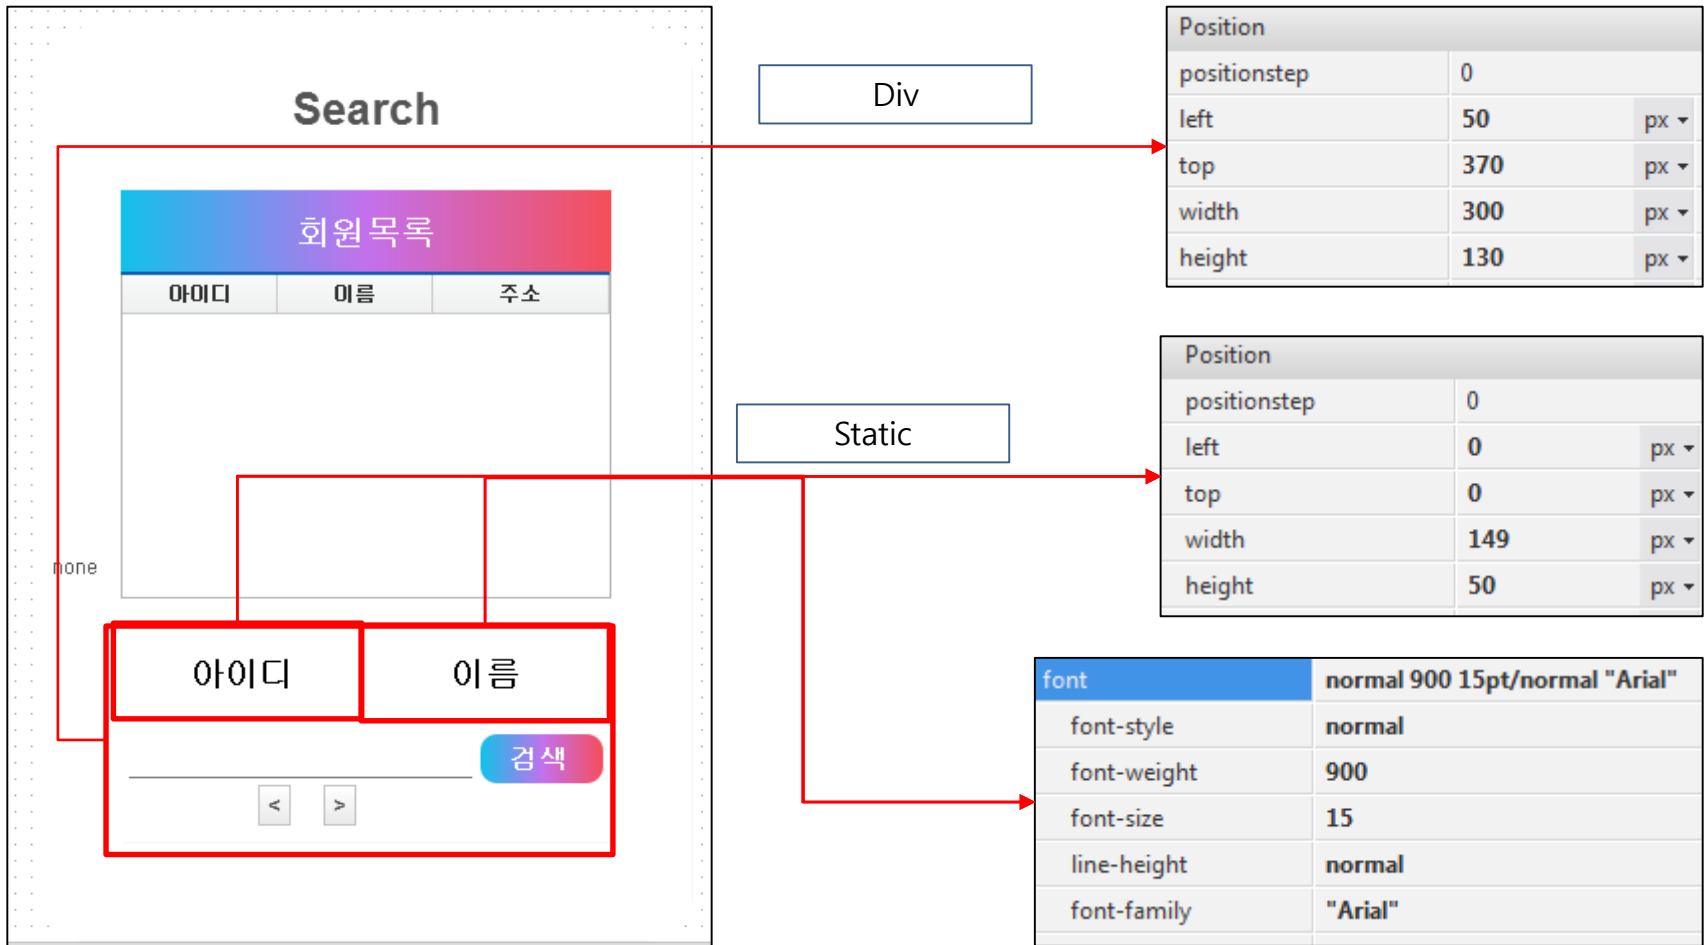 Search
회원목록
아이디 이름 주소
none
아이디 이름
검색
< >
Div
Position
positionstep 0
left 50 px
top 370 px
width 300 px
height 130 px
Static
Position
positionstep 0
left 0 px
top 0 px
width 149 px
height 50 px
font normal 900 15pt/normal "Arial"
font-style normal
font-weight 900
font-size 15
line-height normal
font-family "Arial"